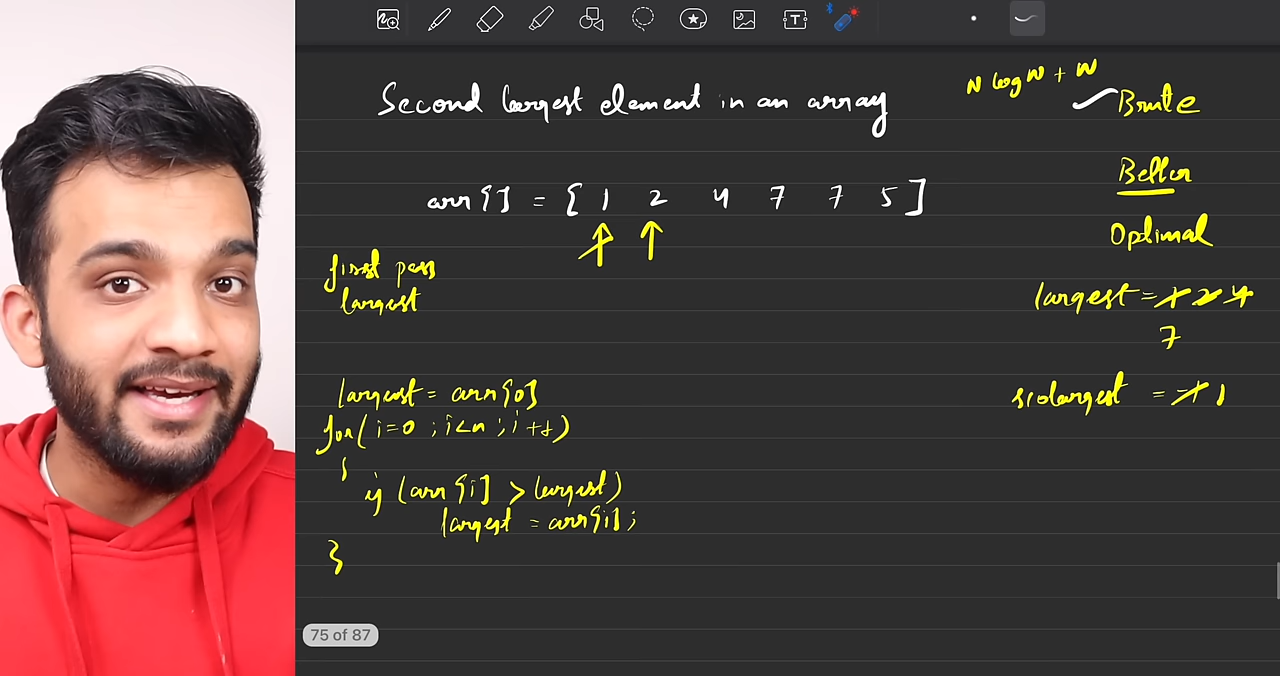 Second largest element in an array
N log N + N
Brute
Better
Optimal
arr[] = [ 1 2 4 7 7 5 ]
first pass
largest
largest = 1 2 4
7
slargest = -1 1
largest = arr[0]
for( i=0 ; i<n ; i++)
{
if (arr[i] > largest)
largest = arr[i];
}
75 of 87